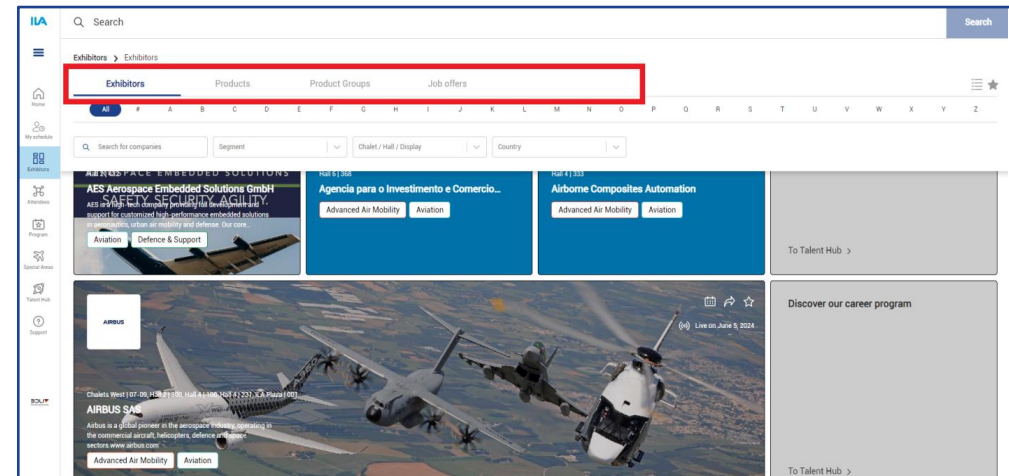 ILA
Search
Search
Exhibitors > Exhibitors
Exhibitors Products Product Groups Job offers
All # A B C D E F G H I J K L M N O P Q R S T U V W X Y Z
Search for companies Segment Chalet / Hall / Display Country
Home
My schedule
Exhibitors
Attendees
Program
Special Areas
Talent Hub
Support
AES Aerospace Embedded Solutions GmbH
SAFETY SECURITY AGILITY
AES is a high-tech company providing full development and
support for customized high-performance embedded solutions
in aeronautics, urban air mobility and defense. Our core...
Aviation Defence & Support
Hall 6 | 368
Agencia para o Investimento e Comercio...
Advanced Air Mobility Aviation
Hall 4 | 333
Airborne Composites Automation
Advanced Air Mobility Aviation
To Talent Hub >
AIRBUS
Live on June 5, 2024
AIRBUS SAS
Airbus is a global pioneer in the aerospace industry, operating in
the commercial aircraft, helicopters, defence and space
sectors.www.airbus.com
Advanced Air Mobility Aviation
Discover our career program
To Talent Hub >